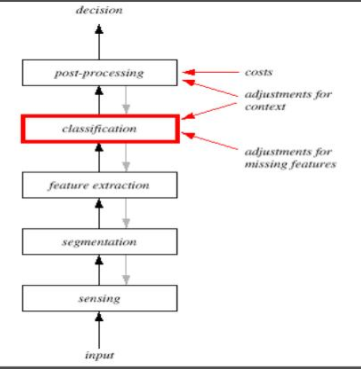 decision
post-processing
costs
adjustments for
context
classification
adjustments for
missing features
feature extraction
segmentation
sensing
input